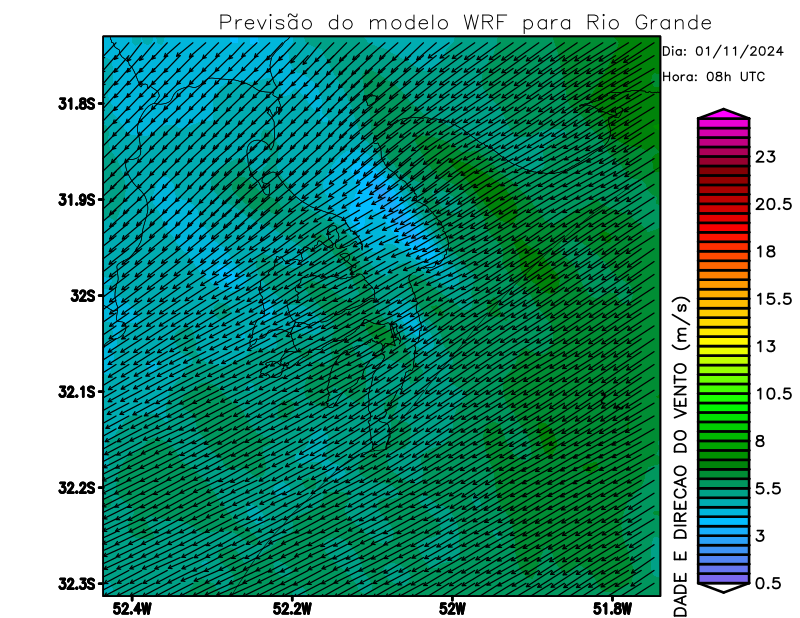 Previsão do modelo WRF para Rio Grande
Dia: 01/11/2024
Hora: 08h UTC
31.8S
31.9S
32S
32.1S
32.2S
32.3S
52.4W
52.2W
52W
51.8W
23
20.5
18
15.5
13
10.5
8
5.5
3
0.5
DADE E DIRECAO DO VENTO (m/s)